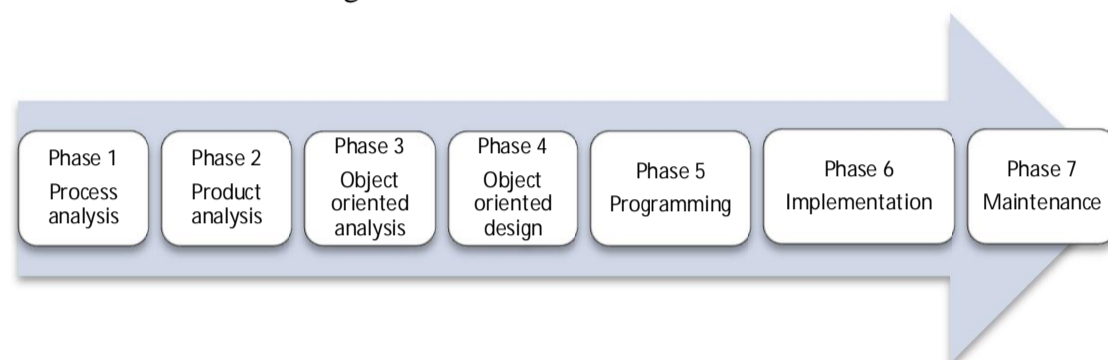 Phase 1
Process
analysis
Phase 2
Product
analysis
Phase 3
Object
oriented
analysis
Phase 4
Object
oriented
design
Phase 5
Programming
Phase 6
Implementation
Phase 7
Maintenance